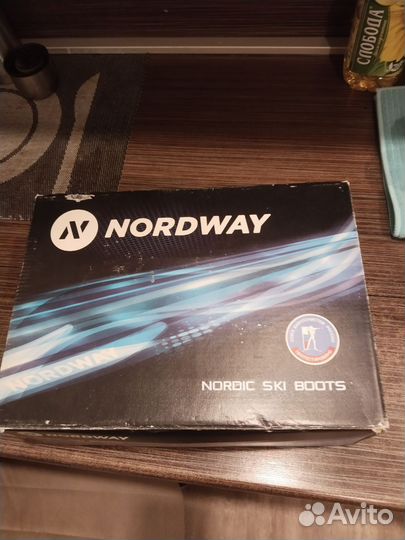 СЛОБОДА
N NORDWAY
NORDWAY
NORDIC SKI BOOTS
NORDWAY
Avito